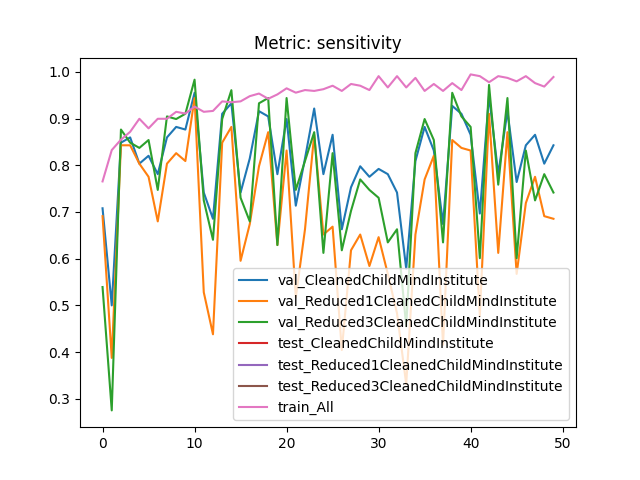 Metric: sensitivity
1.0
0.9
0.8
0.7
0.6
0.5
0.4
0.3
val_CleanedChildMindInstitute
val_Reduced1CleanedChildMindInstitute
val_Reduced3CleanedChildMindInstitute
test_CleanedChildMindInstitute
test_Reduced1CleanedChildMindInstitute
test_Reduced3CleanedChildMindInstitute
train_All
0 10 20 30 40 50